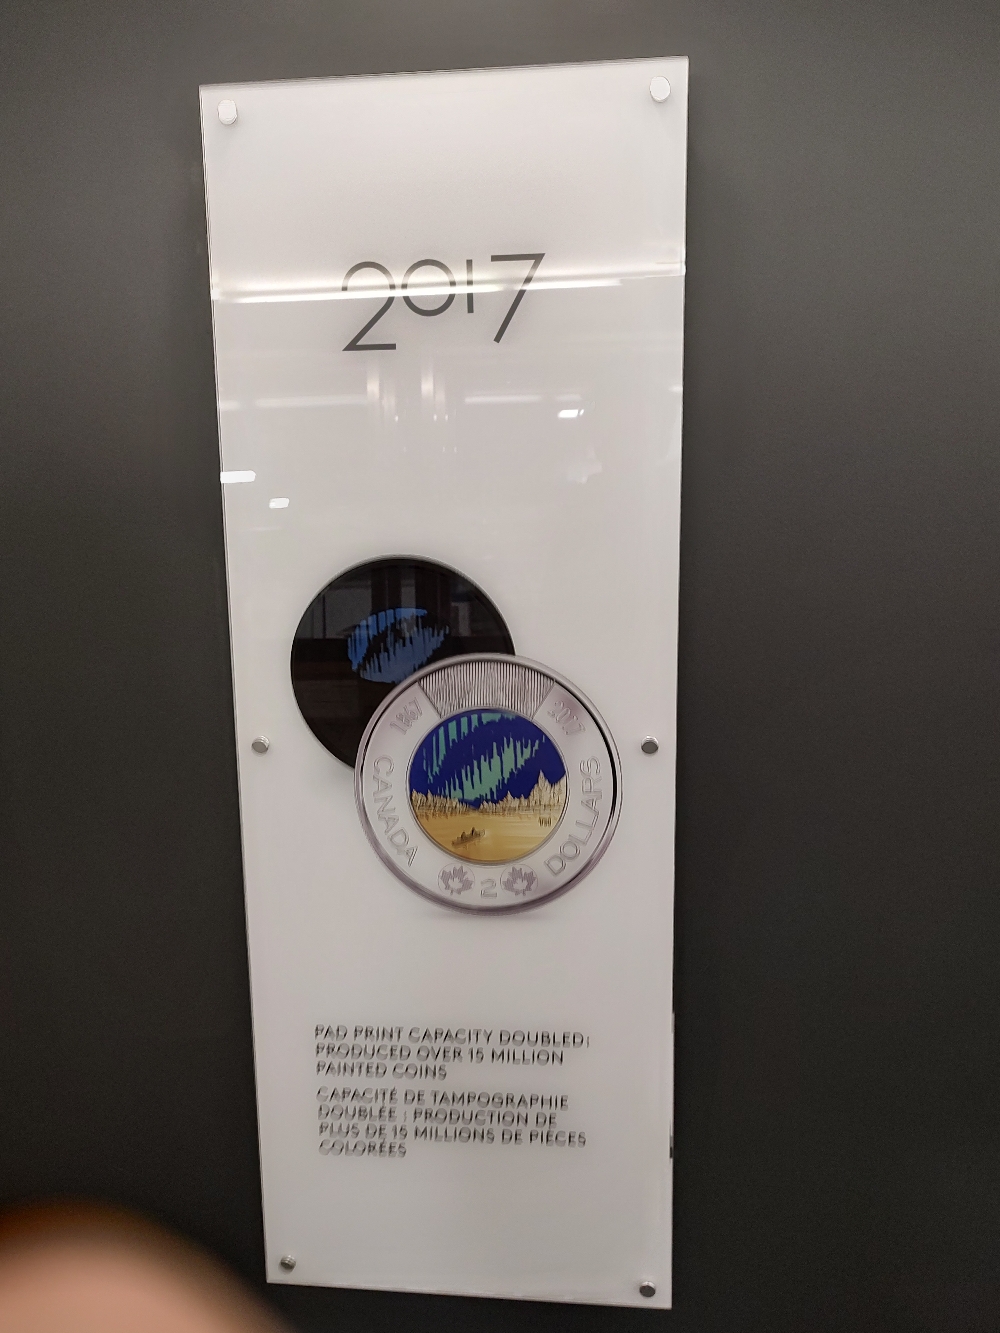 2017
1867
2017
CANADA
DOLLARS
2
PAD PRINT CAPACITY DOUBLED;
PRODUCED OVER 15 MILLION
PAINTED COINS
CAPACITÉ DE TAMPOGRAPHIE
DOUBLÉE : PRODUCTION DE
PLUS DE 15 MILLIONS DE PIÈCES
COLORÉES